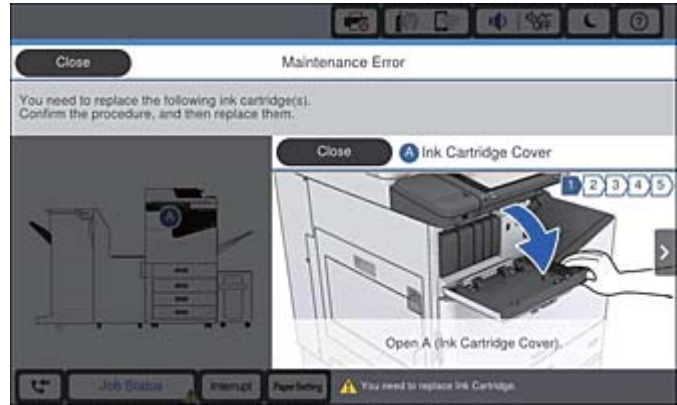 OFF
Close
Maintenance Error
You need to replace the following ink cartridge(s).
Confirm the procedure, and then replace them.
Close
A Ink Cartridge Cover
1 2 3 4 5
A
Open A (Ink Cartridge Cover).
Job Status
Interrupt
Paper Setting
You need to replace Ink Cartridge.